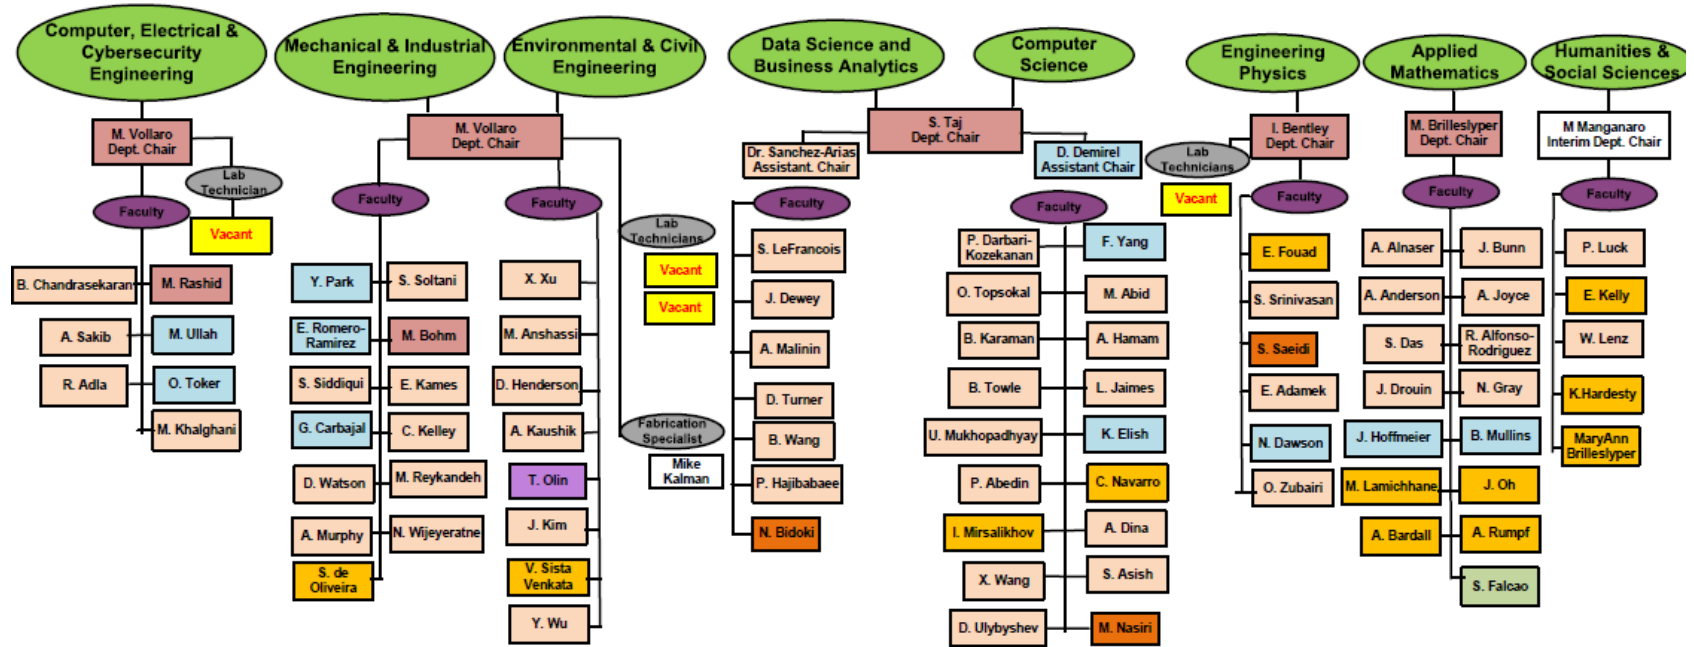 Computer, Electrical &
Cybersecurity
Engineering
Mechanical & Industrial
Engineering
Environmental & Civil
Engineering
Data Science and
Business Analytics
Computer
Science
Engineering
Physics
Applied
Mathematics
Humanities &
Social Sciences
M. Vollaro
Dept. Chair
M. Vollaro
Dept. Chair
S. Taj
Dept. Chair
I. Bentley
Dept. Chair
M. Brilleslyper
Dept. Chair
M Manganaro
Interim Dept. Chair
Dr. Sanchez-Arias
Assistant. Chair
D. Demirel
Assistant Chair
Lab
Technician
Vacant
Faculty
B. Chandrasekaran
M. Rashid
A. Sakib
M. Ullah
R. Adla
O. Toker
M. Khalghani
Faculty
Y. Park
S. Soltani
E. Romero-
Ramirez
M. Bohm
S. Siddiqui
E. Kames
G. Carbajal
C. Kelley
D. Watson
M. Reykandeh
A. Murphy
N. Wijeyeratne
S. de
Oliveira
Faculty
X. Xu
M. Anshassi
D. Henderson
A. Kaushik
T. Olin
J. Kim
V. Sista
Venkata
Y. Wu
Lab
Technicians
Vacant
Vacant
Fabrication
Specialist
Mike
Kalman
Faculty
S. LeFrancois
J. Dewey
A. Malinin
D. Turner
B. Wang
P. Hajibabaee
N. Bidoki
Faculty
P. Darbari-
Kozekanan
F. Yang
O. Topsokal
M. Abid
B. Karaman
A. Hamam
B. Towle
L. Jaimes
U. Mukhopadhyay
K. Elish
P. Abedin
C. Navarro
I. Mirsalikhov
A. Dina
X. Wang
S. Asish
D. Ulybyshev
M. Nasiri
Lab
Technicians
Vacant
Faculty
E. Fouad
S. Srinivasan
S. Saeidi
E. Adamek
N. Dawson
O. Zubairi
Faculty
A. Alnaser
J. Bunn
A. Anderson
A. Joyce
S. Das
R. Alfonso-
Rodriguez
J. Drouin
N. Gray
J. Hoffmeier
B. Mullins
M. Lamichhane
J. Oh
A. Bardall
A. Rumpf
S. Falcao
Faculty
P. Luck
E. Kelly
W. Lenz
K.Hardesty
MaryAnn
Brilleslyper